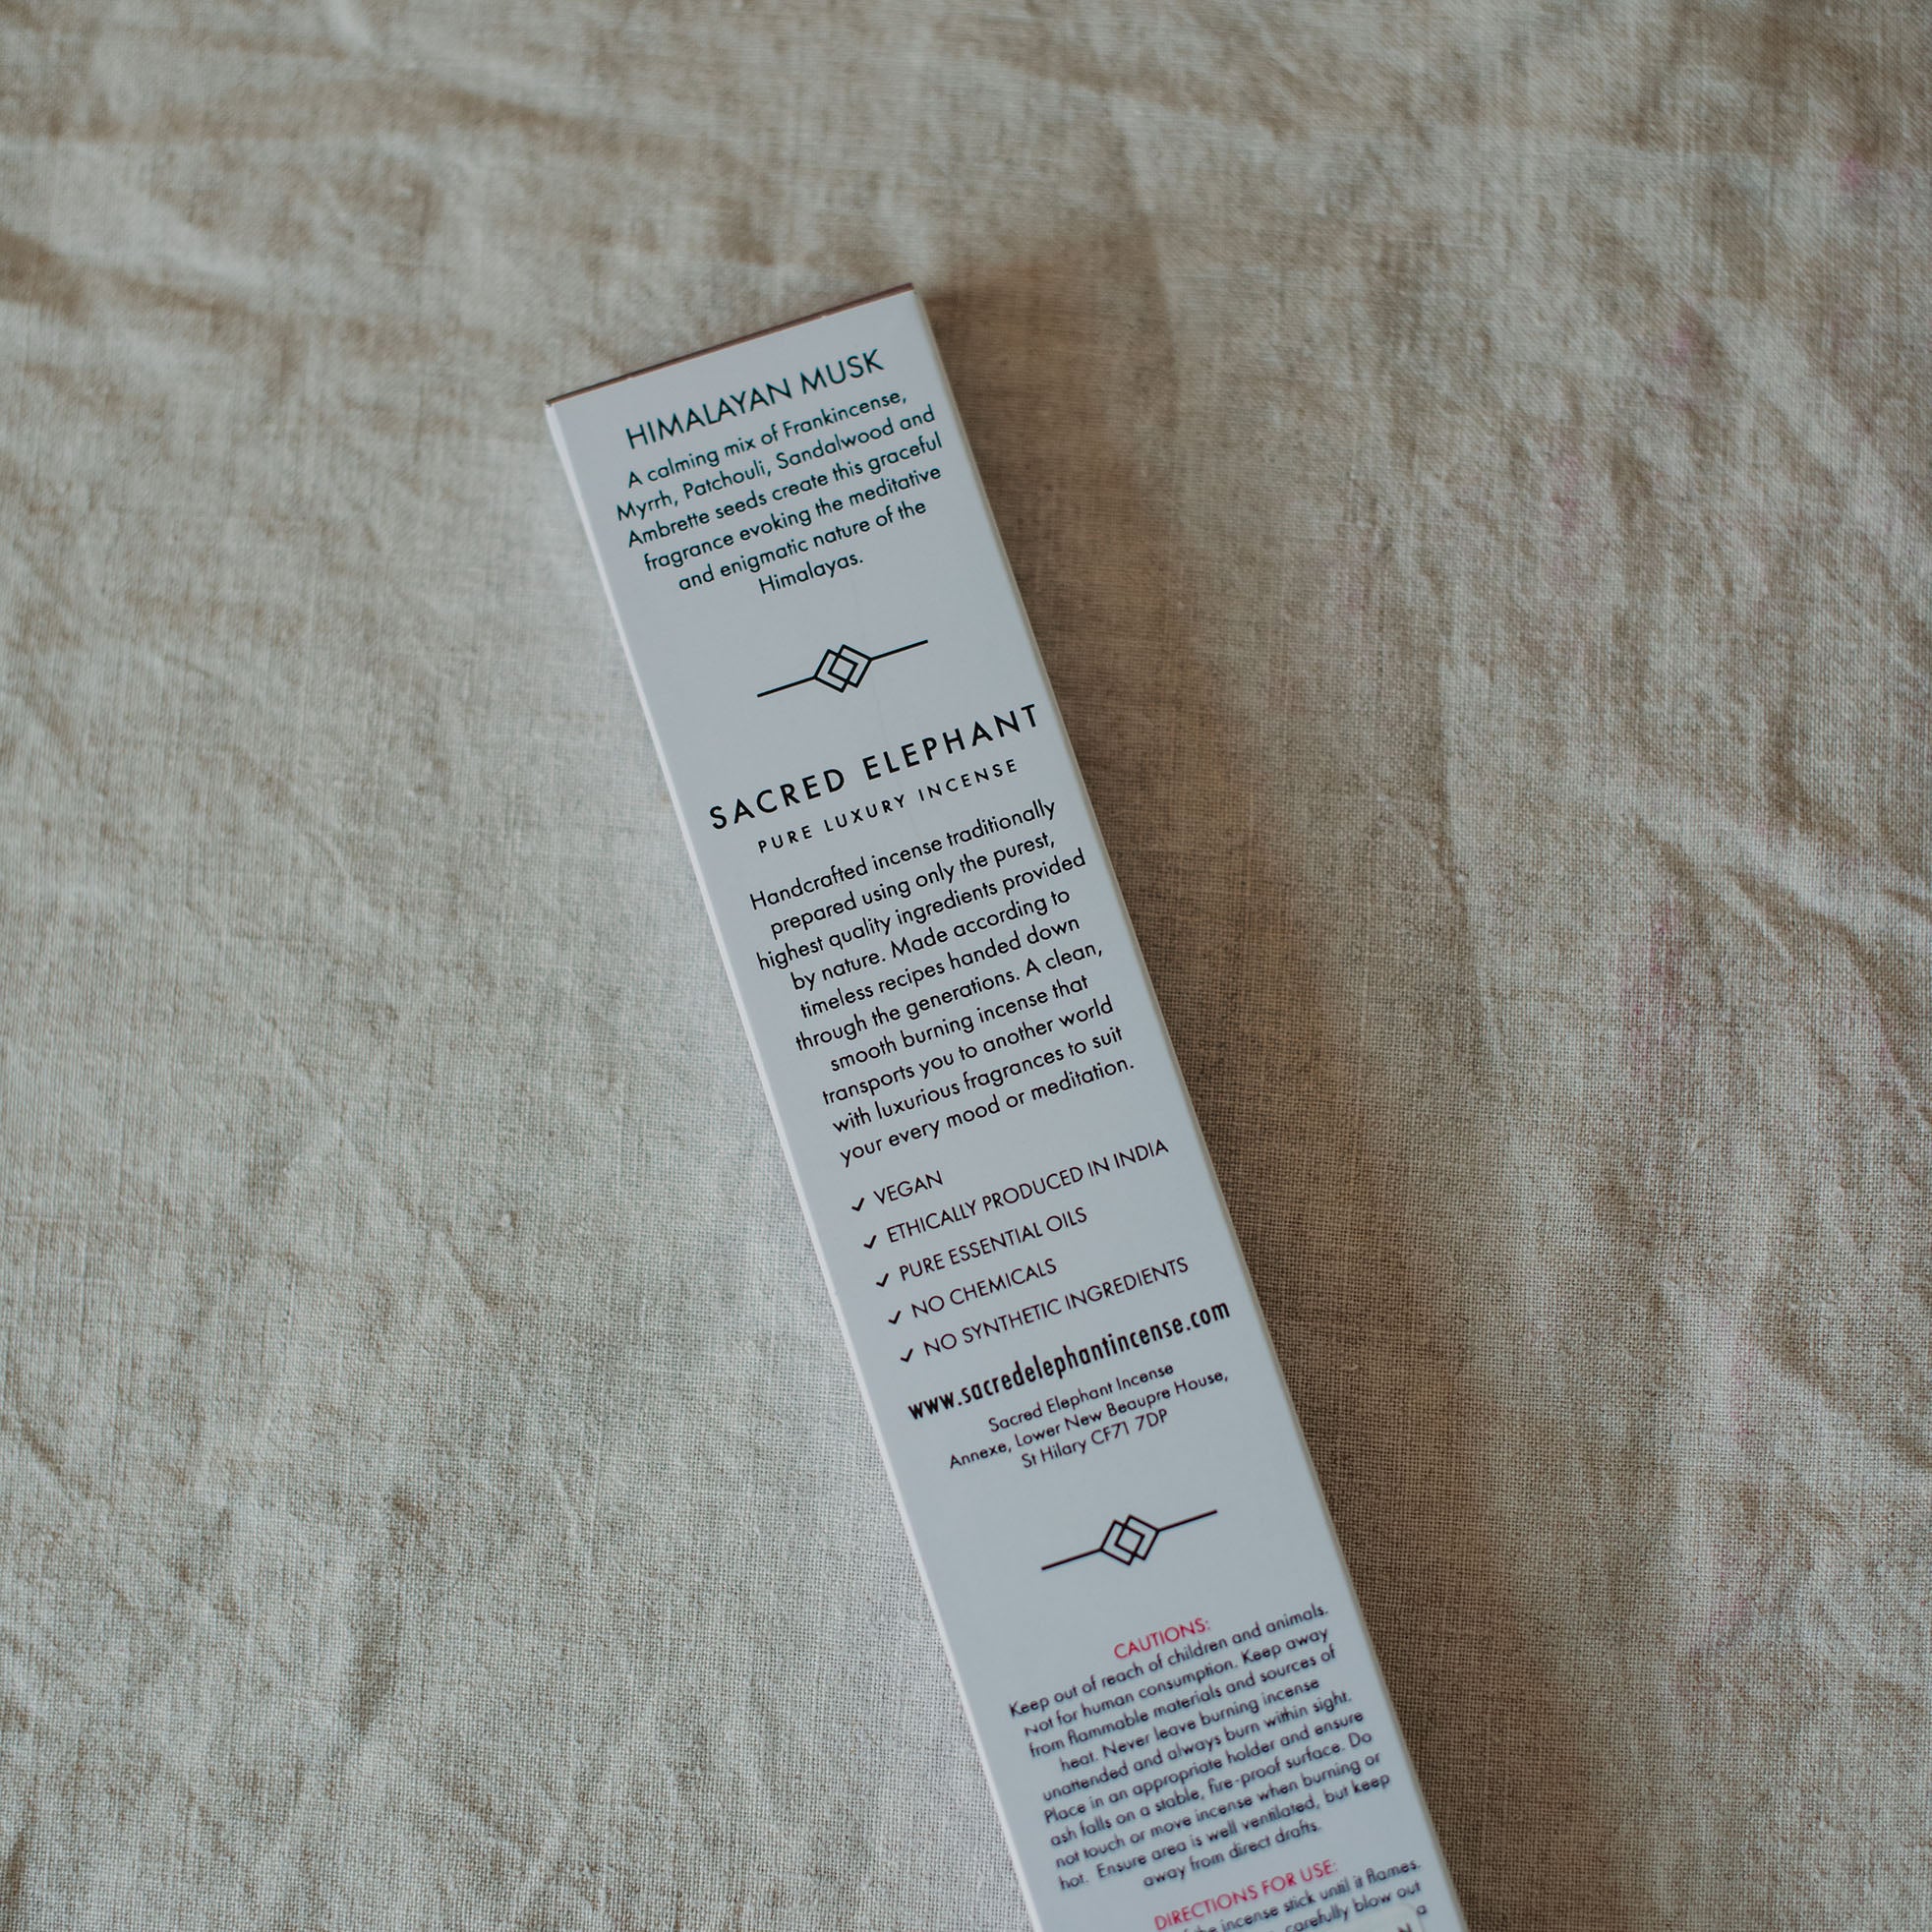 HIMALAYAN MUSK
A calming mix of Frankincense,
Myrrh, Patchouli, Sandalwood and
Ambrette seeds create this graceful
fragrance evoking the meditative
and enigmatic nature of the
Himalayas.
SACRED ELEPHANT
PURE LUXURY INCENSE
Handcrafted incense traditionally
prepared using only the purest,
highest quality ingredients provided
by nature. Made according to
timeless recipes handed down
through the generations. A clean,
smooth burning incense that
transports you to another world
with luxurious fragrances to suit
your every mood or meditation.
✓ VEGAN
✓ ETHICALLY PRODUCED IN INDIA
✓ PURE ESSENTIAL OILS
✓ NO CHEMICALS
✓ NO SYNTHETIC INGREDIENTS
www.sacredelephantincense.com
Sacred Elephant Incense
Annexe, Lower New Beaupre House,
St Hilary CF71 7DP
CAUTIONS:
Keep out of reach of children and animals.
Not for human consumption. Keep away
from flammable materials and sources of
heat. Never leave burning incense
unattended and always burn within sight.
Place in an appropriate holder and ensure
ash falls on a stable, fire-proof surface. Do
not touch or move incense when burning or
hot. Ensure area is well ventilated, but keep
away from direct drafts.
DIRECTIONS FOR USE:
the incense stick until it flames.
carefully blow out
a